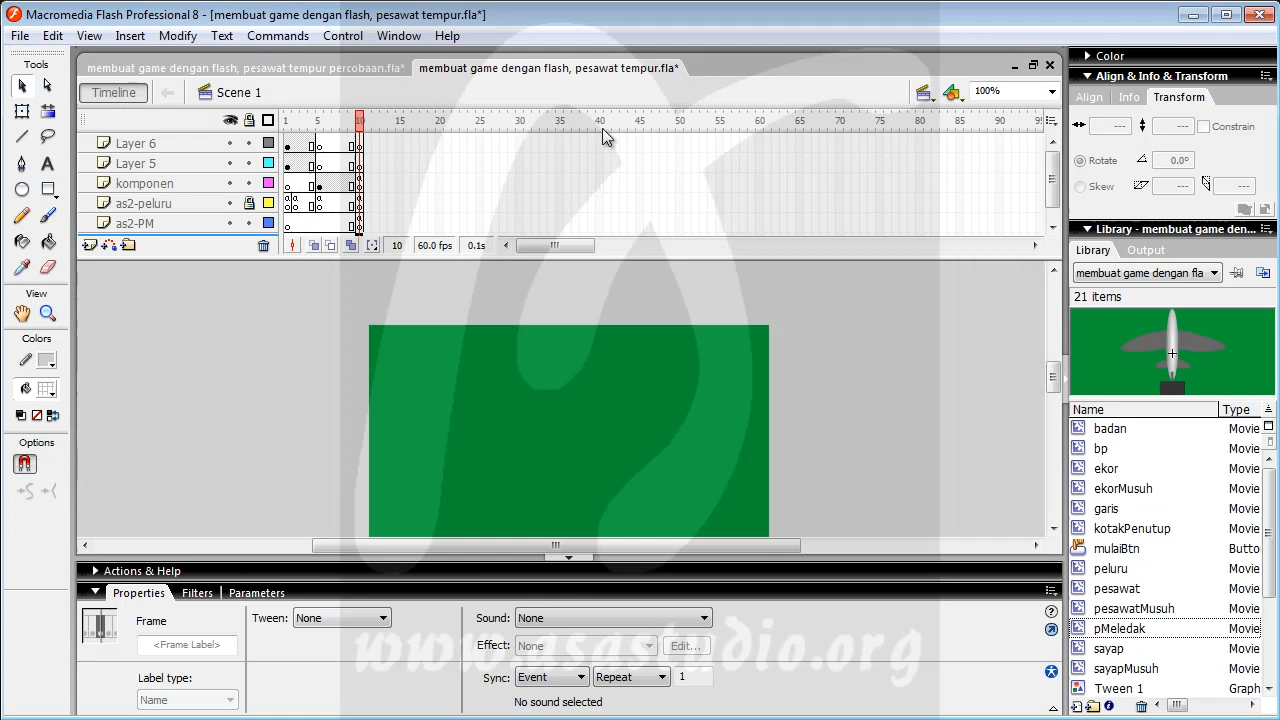 Macromedia Flash Professional 8 - [membuat game dengan flash, pesawat tempur.fla*]
File Edit View Insert Modify Text Commands Control Window Help
Tools
View
Colors
Options
membuat game dengan flash, pesawat tempur percobaan.fla* membuat game dengan flash, pesawat tempur.fla*
Timeline Scene 1 100%
1 5 10 15 20 25 30 35 40 45 50 55 60 65 70 75 80 85 90 95
Layer 6
Layer 5
komponen
as2-peluru
as2-PM
10 60.0 fps 0.1s
Actions & Help
Properties Filters Parameters
Frame Tween: None Sound: None
<Frame Label> Effect: None Edit...
Label type: Sync: Event Repeat 1
Name No sound selected
www.asastudio.org
Color
Align & Info & Transform
Align Info Transform
--- --- Constrain
Rotate 0.0°
Skew --- ---
Library - membuat game den...
Library Output
membuat game dengan fla
21 items
Name Type
badan Movie
bp Movie
ekor Movie
ekorMusuh Movie
garis Movie
kotakPenutup Movie
mulaiBtn Butto
peluru Movie
pesawat Movie
pesawatMusuh Movie
pMeledak Movie
sayap Movie
sayapMusuh Movie
Tween 1 Graph